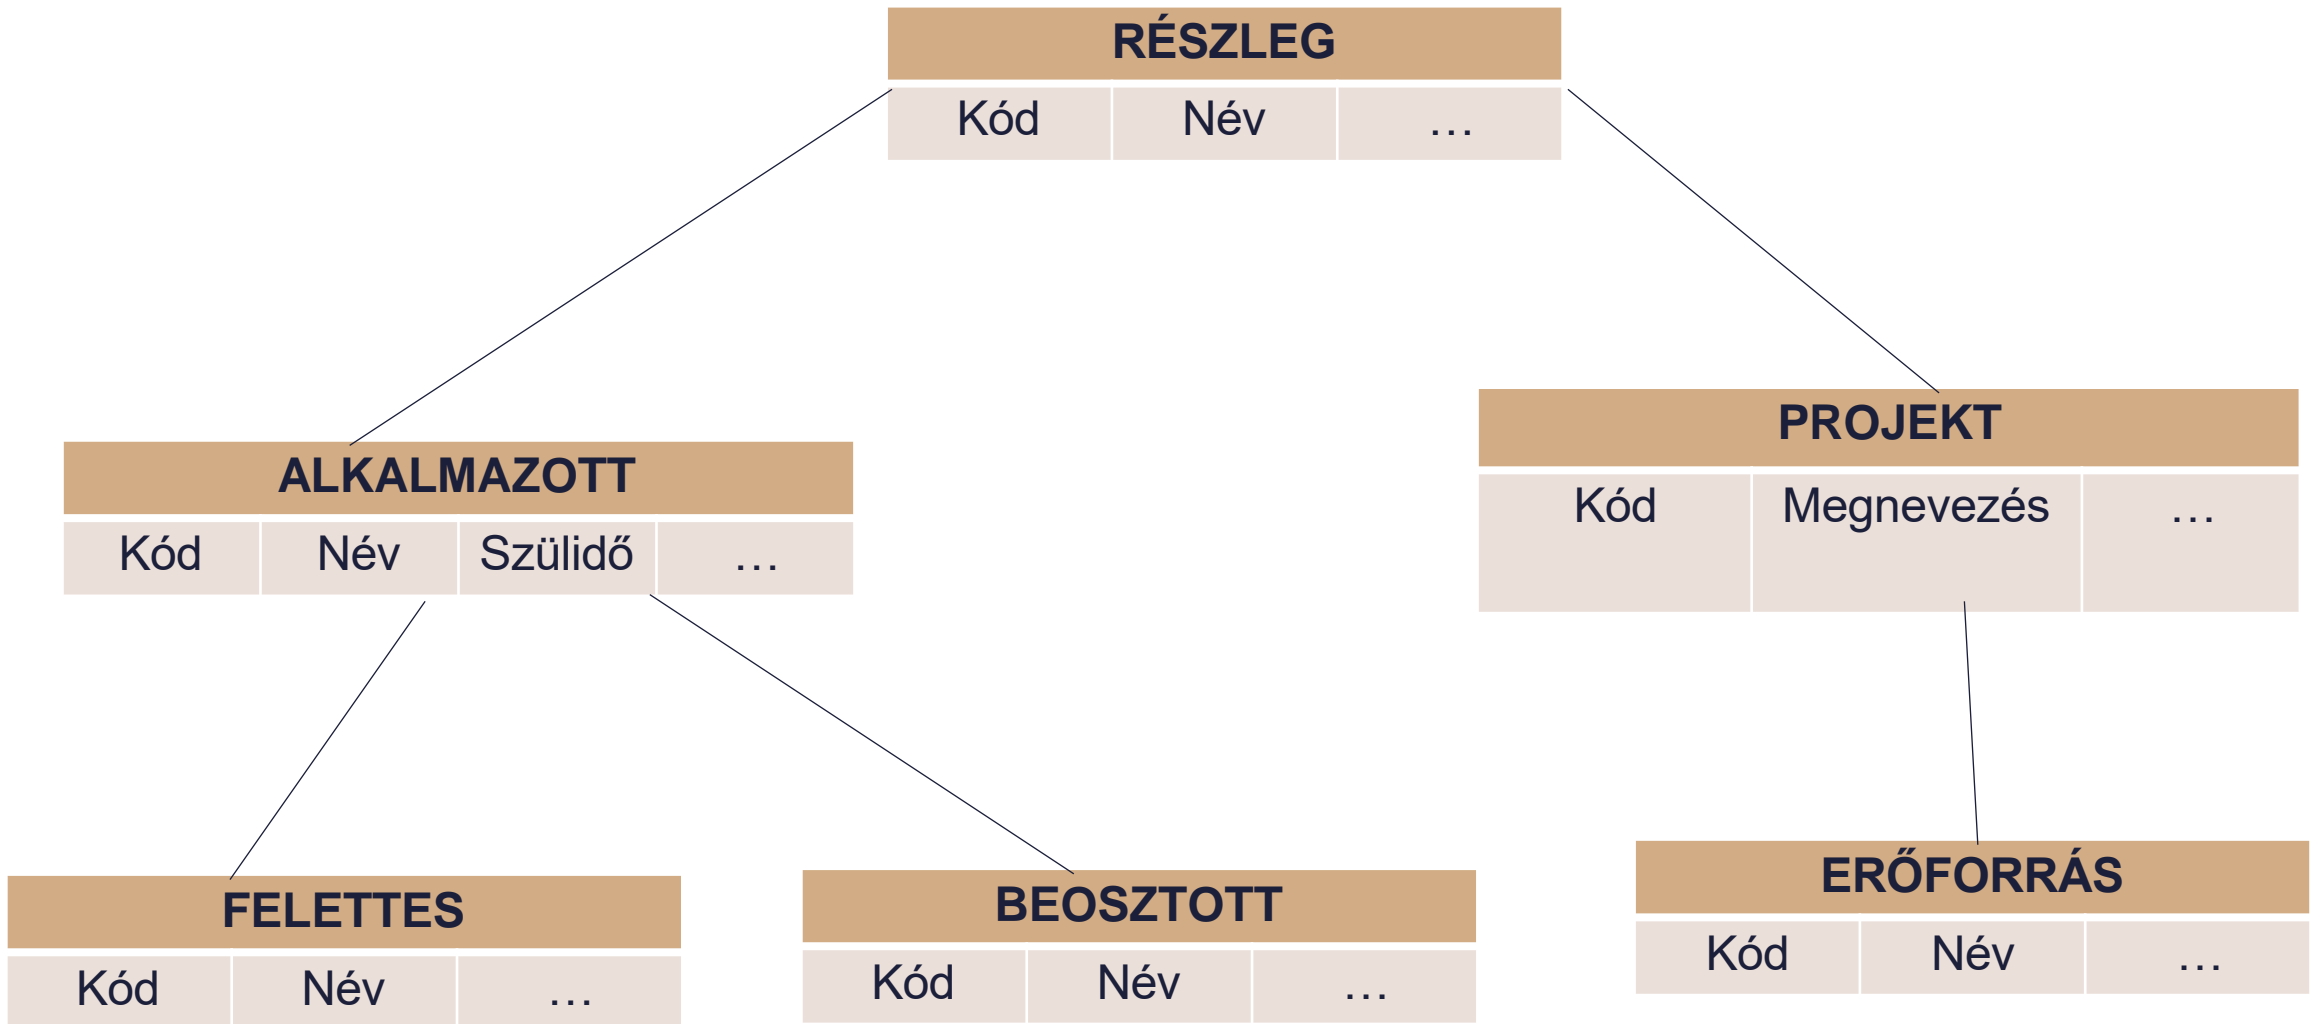 RÉSZLEG
Kód Név …
ALKALMAZOTT
Kód Név Szülidő …
PROJEKT
Kód Megnevezés …
FELETTES
Kód Név …
BEOSZTOTT
Kód Név …
ERŐFORRÁS
Kód Név …